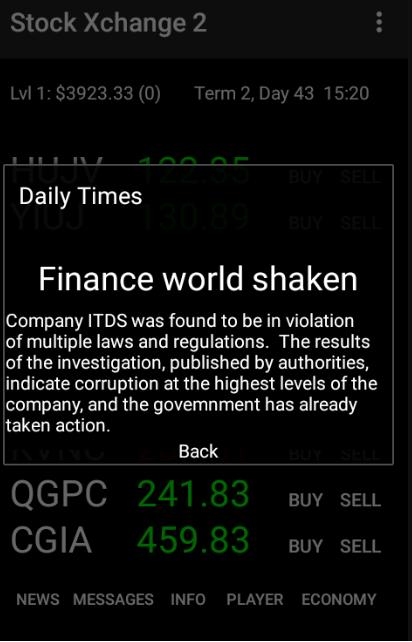 Stock Xchange 2
Lvl 1: $3923.33 (0) Term 2, Day 43 15:20
HUJV 122.35 BUY SELL
Daily Times
YIUJ 130.89 BUY SELL
Finance world shaken
Company ITDS was found to be in violation
of multiple laws and regulations. The results
of the investigation, published by authorities,
indicate corruption at the highest levels of the
company, and the govemnment has already
taken action.
Back
BUY SELL
QGPC 241.83 BUY SELL
CGIA 459.83 BUY SELL
NEWS MESSAGES INFO PLAYER ECONOMY